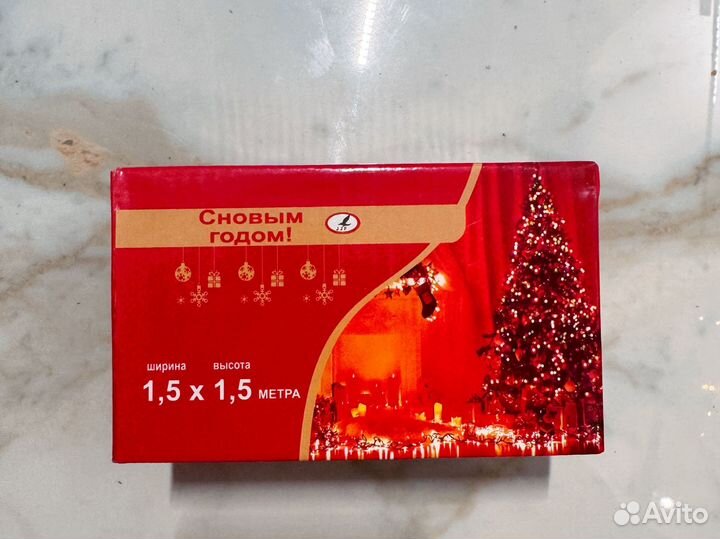 Сновым
годом!
ширина высота
1,5 х 1,5 МЕТРА
Avito